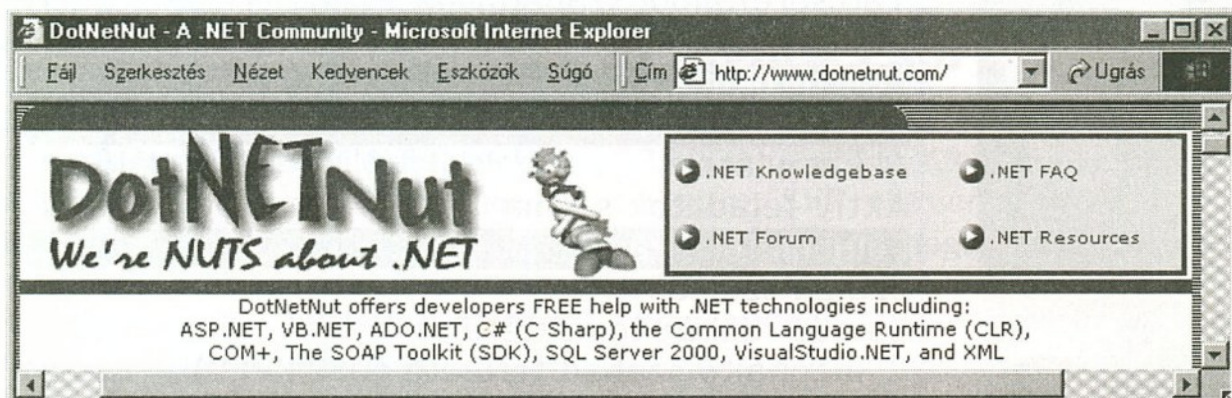 DotNetNut - A .NET Community - Microsoft Internet Explorer
Fájl Szerkesztés Nézet Kedvencek Eszközök Súgó Cím http://www.dotnetnut.com/ Ugrás
DotNETNut
We're NUTS about .NET
.NET Knowledgebase .NET FAQ
.NET Forum .NET Resources
DotNetNut offers developers FREE help with .NET technologies including:
ASP.NET, VB.NET, ADO.NET, C# (C Sharp), the Common Language Runtime (CLR),
COM+, The SOAP Toolkit (SDK), SQL Server 2000, VisualStudio.NET, and XML